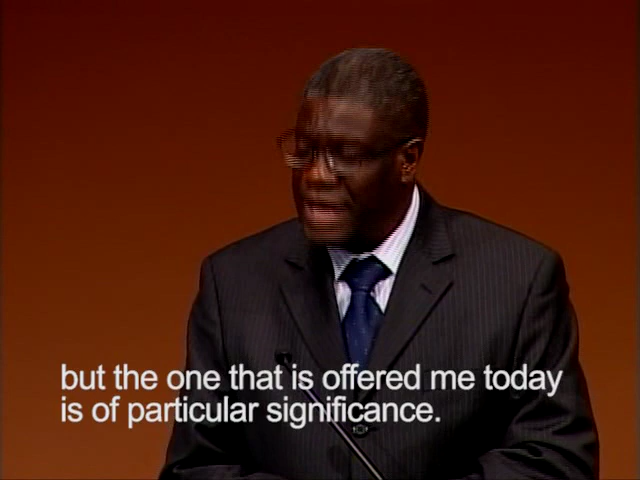 but the one that is offered me today
is of particular significance.